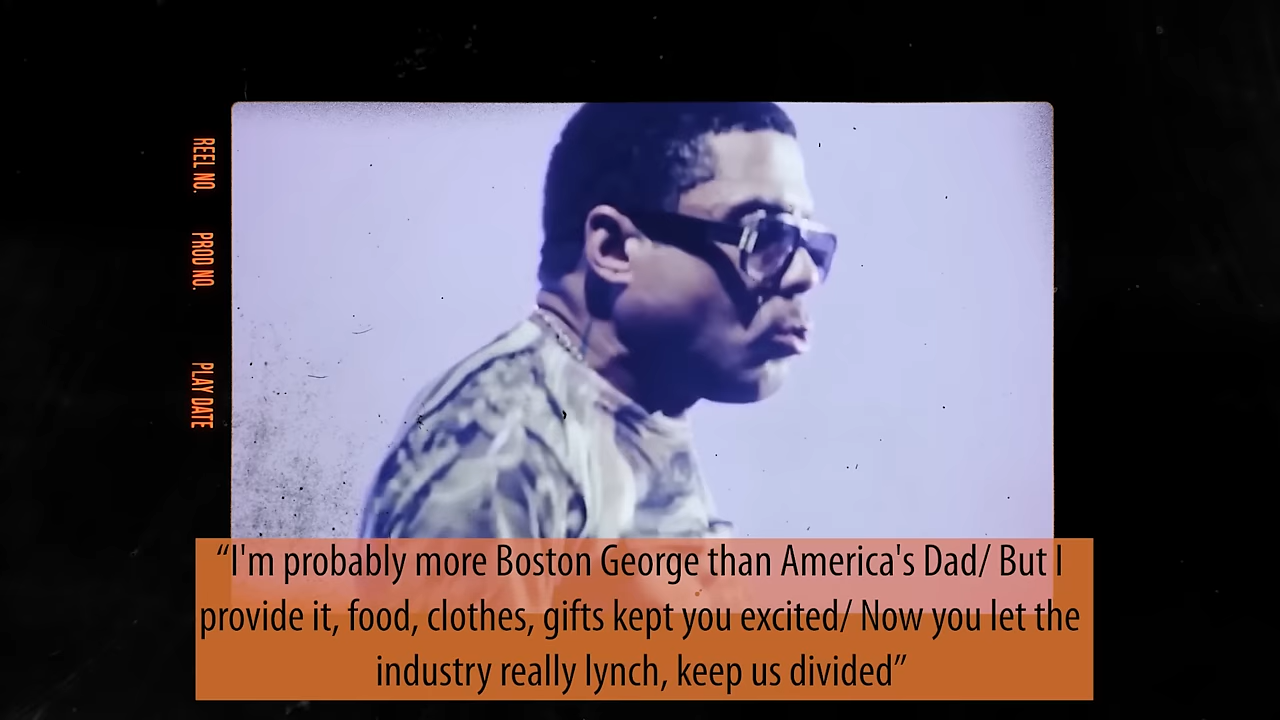 REEL NO.
PROD NO.
PLAY DATE
“I'm probably more Boston George than America's Dad/ But I
provide it, food, clothes, gifts kept you excited/ Now you let the
industry really lynch, keep us divided”